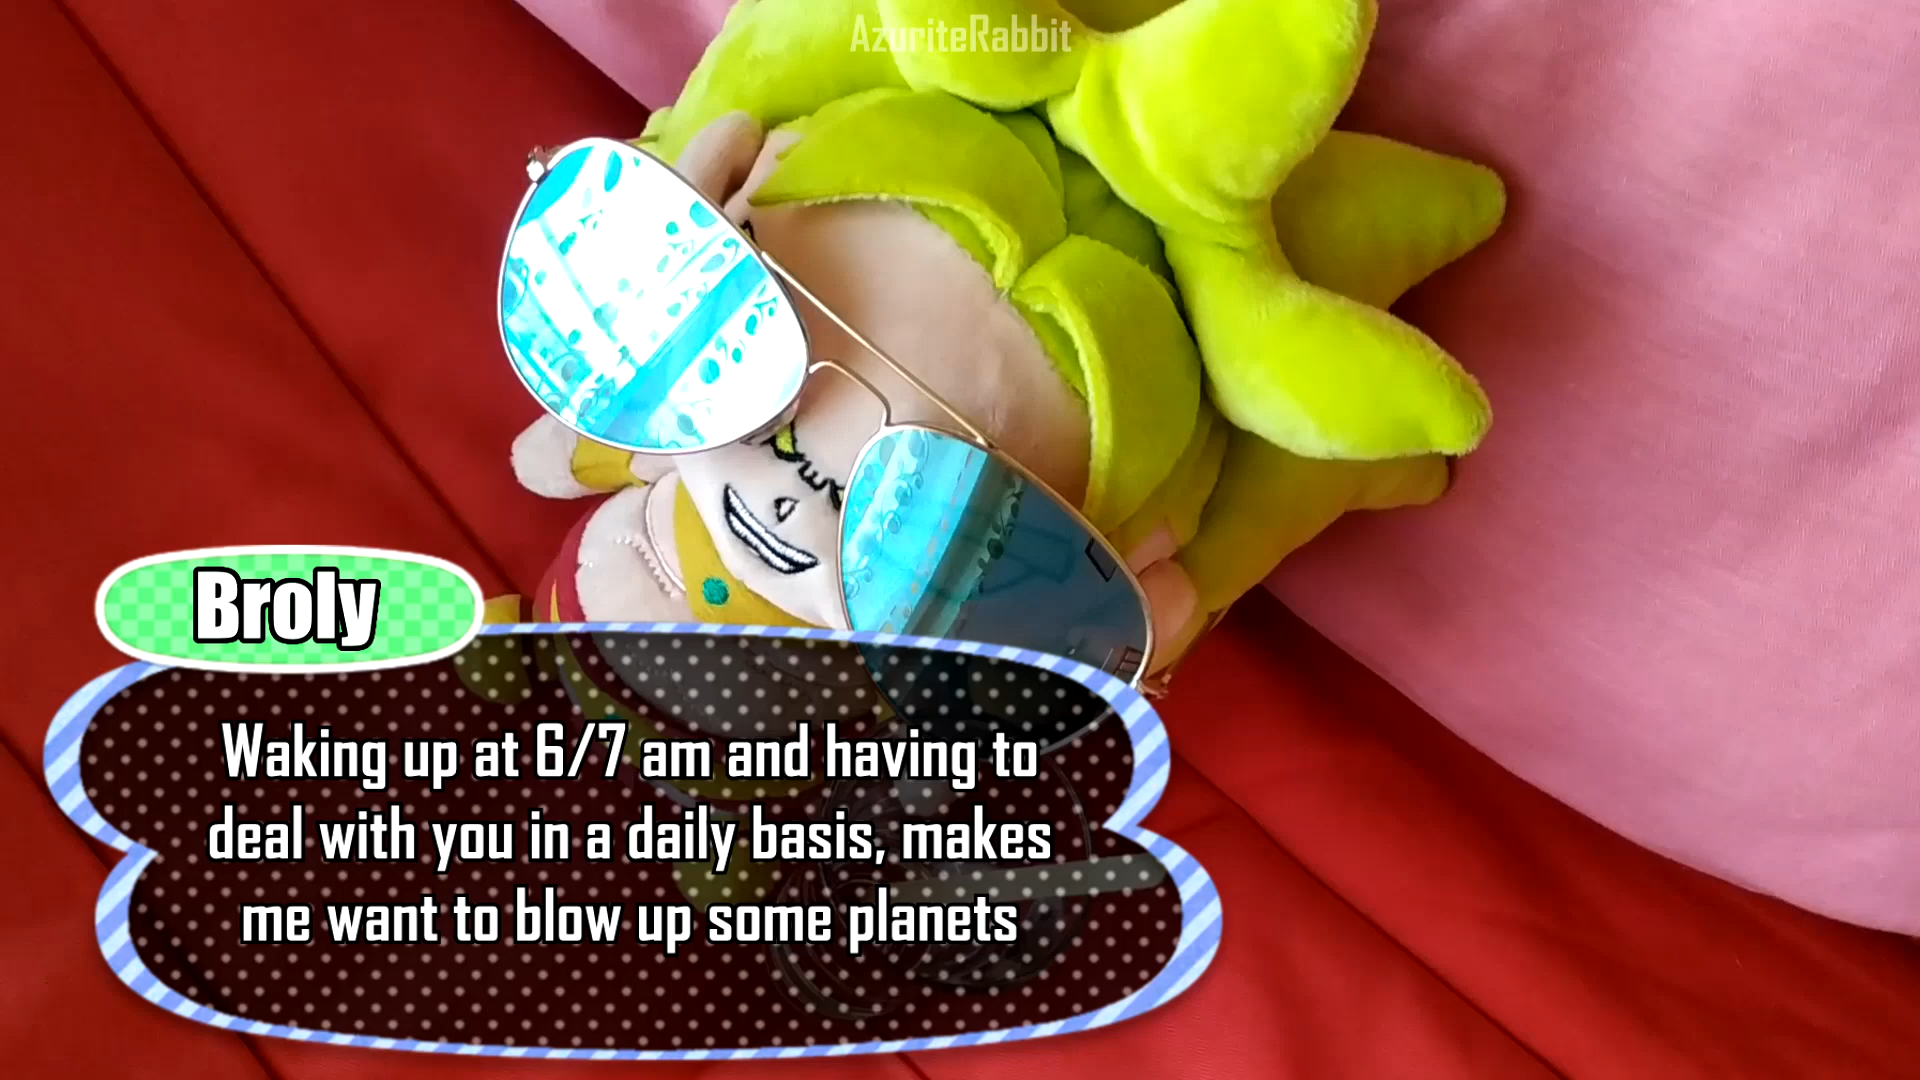 AzuriteRabbit
Broly
Waking up at 6/7 am and having to
deal with you in a daily basis, makes
me want to blow up some planets